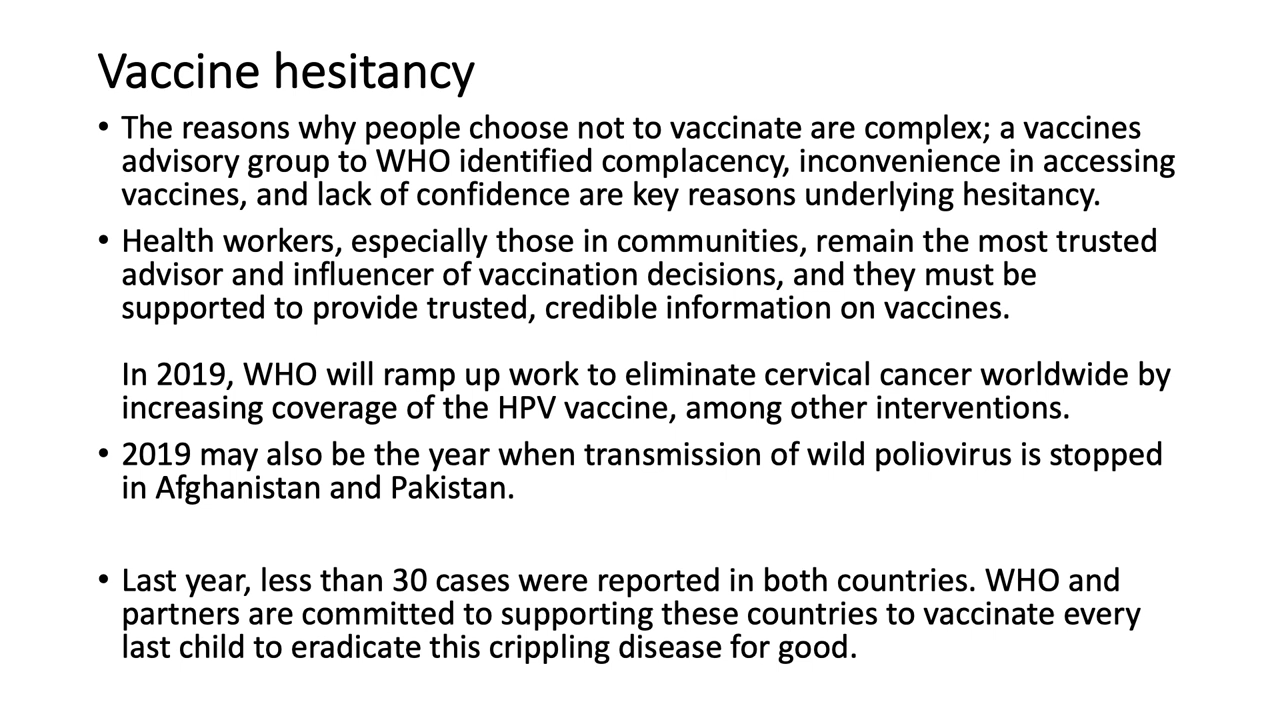 Vaccine hesitancy
• The reasons why people choose not to vaccinate are complex; a vaccines
advisory group to WHO identified complacency, inconvenience in accessing
vaccines, and lack of confidence are key reasons underlying hesitancy.
• Health workers, especially those in communities, remain the most trusted
advisor and influencer of vaccination decisions, and they must be
supported to provide trusted, credible information on vaccines.
In 2019, WHO will ramp up work to eliminate cervical cancer worldwide by
increasing coverage of the HPV vaccine, among other interventions.
• 2019 may also be the year when transmission of wild poliovirus is stopped
in Afghanistan and Pakistan.
• Last year, less than 30 cases were reported in both countries. WHO and
partners are committed to supporting these countries to vaccinate every
last child to eradicate this crippling disease for good.